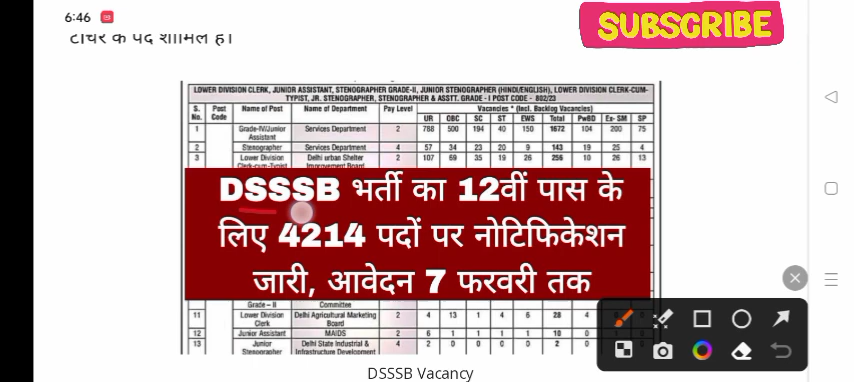 6:46
SUBSCRIBE
टीचर के पद शामिल हैं।
LOWER DIVISION CLERK, JUNIOR ASSISTANT, STENOGRAPHER GRADE-II, JUNIOR STENOGRAPHER (HINDI/ENGLISH), LOWER DIVISION CLERK-CUM-
TYPIST, JR. STENOGRAPHER, STENOGRAPHER & ASSTT. GRADE - I POST CODE - 802/23
S. No. Post Code Name of Post Name of Department Pay Level Vacancies * (Incl. Backlog Vacancies)
UR OBC SC ST EWS Total PwBD Ex- SM SP
1 Grade-IV/Junior Assistant Services Department 2 788 500 194 40 150 1672 104 200 75
2 Stenographer Services Department 4 57 34 23 20 9 143 19 25 4
3 Lower Division Clerk-cum-Typist Delhi urban Shelter Improvement Board 2 107 69 35 19 26 256 10 26 13
DSSSB भर्ती का 12वीं पास के
लिए 4214 पदों पर नोटिफिकेशन
जारी, आवेदन 7 फरवरी तक
Grade – II Committee
11 Lower Division Clerk Delhi Agricultural Marketing Board 2 4 13 1 4 6 28 4
12 Junior Assistant MAIDS 2 6 1 1 1 1 10 0
13 Junior Stenographer Delhi State Industrial & Infrastructure Development 4 2 0 0 0 0 2 0
DSSSB Vacancy